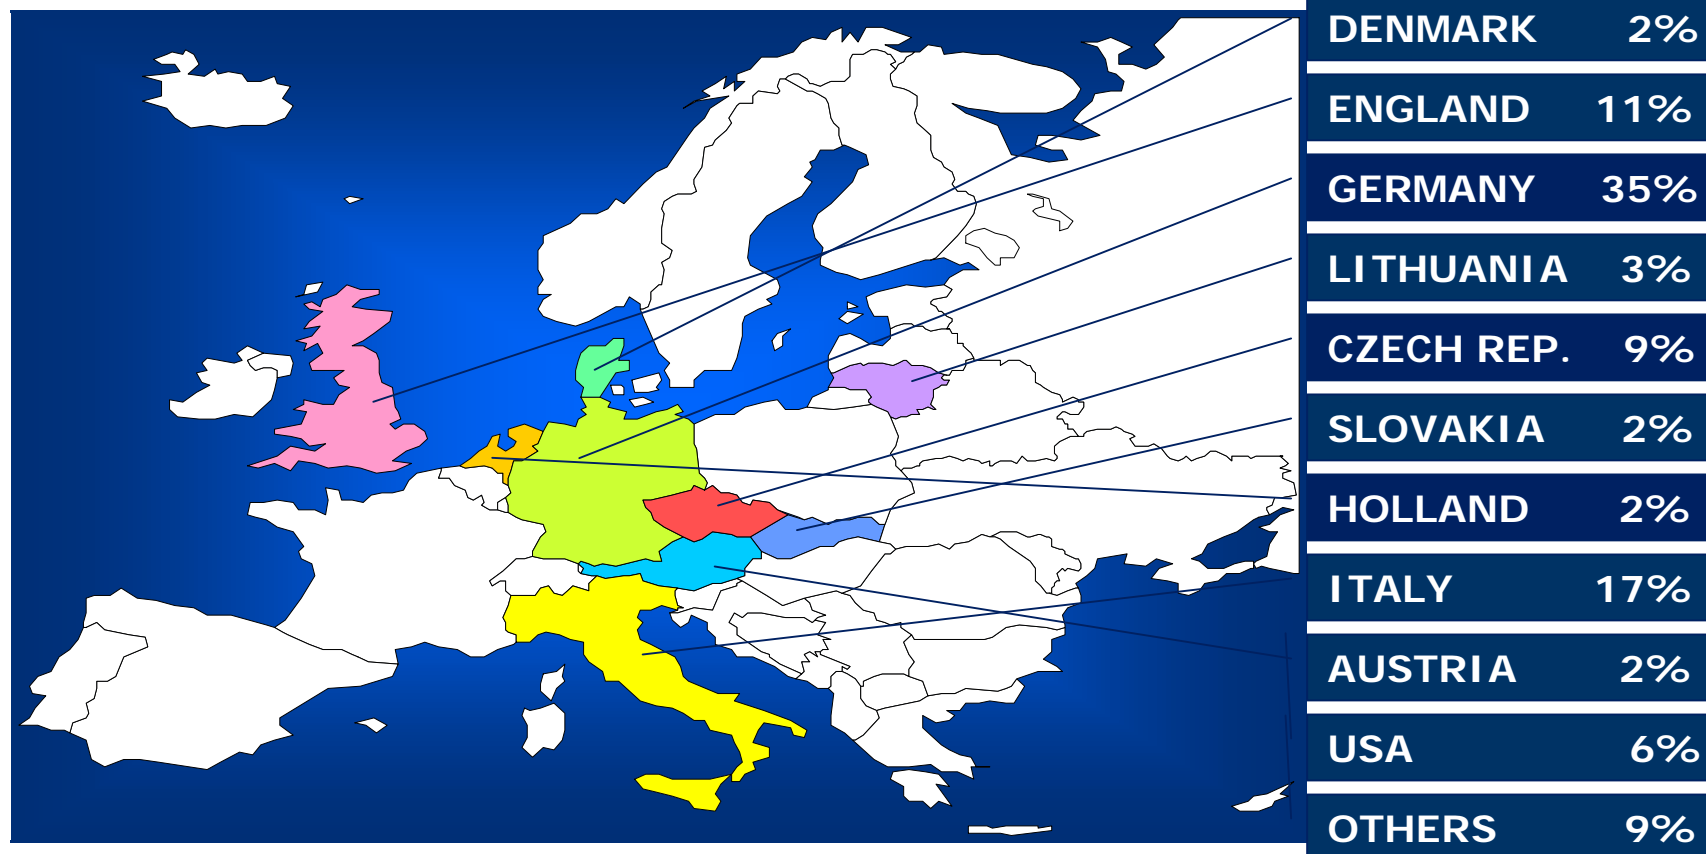 DENMARK 2%
ENGLAND 11%
GERMANY 35%
LITHUANIA 3%
CZECH REP. 9%
SLOVAKIA 2%
HOLLAND 2%
ITALY 17%
AUSTRIA 2%
USA 6%
OTHERS 9%